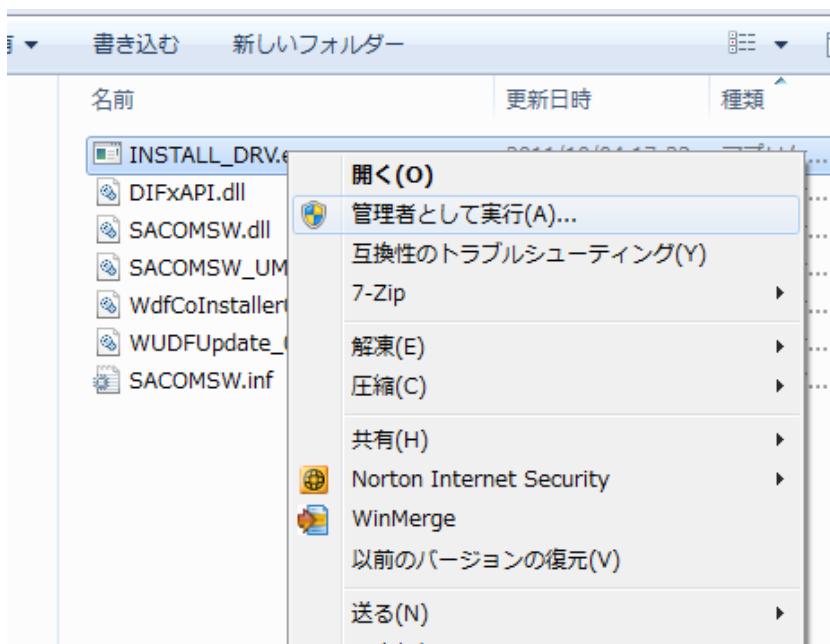 書き込む 新しいフォルダー
名前 更新日時 種類
INSTALL_DRV.e
DIFxAPI.dll
SACOMSW.dll
SACOMSW_UM
WdfCoInstaller
WUDFUpdate_
SACOMSW.inf
開く(O)
管理者として実行(A)...
互換性のトラブルシューティング(Y)
7-Zip
解凍(E)
圧縮(C)
共有(H)
Norton Internet Security
WinMerge
以前のバージョンの復元(V)
送る(N)